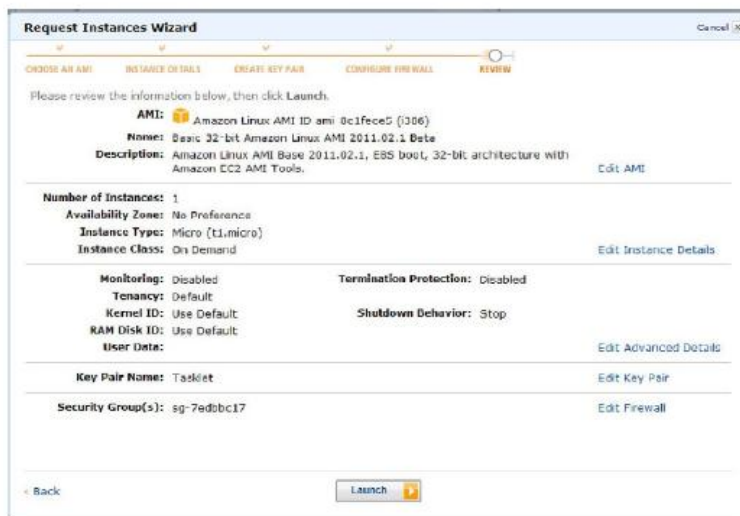 Request Instances Wizard
Cancel X
CHOOSE AN AMI INSTANCE DETAILS CREATE KEY PAIR CONFIGURE FIREWALL REVIEW
Please review the information below, then click Launch.
AMI: Amazon Linux AMI ID ami-8c1fece5 (i386)
Name: Basic 32-bit Amazon Linux AMI 2011.02.1 Beta
Description: Amazon Linux AMI Base 2011.02.1, EBS boot, 32-bit architecture with
Amazon EC2 AMI Tools.
Edit AMI
Number of Instances: 1
Availability Zone: No Preference
Instance Type: Micro (t1.micro)
Instance Class: On Demand
Edit Instance Details
Monitoring: Disabled Termination Protection: Disabled
Tenancy: Default
Kernel ID: Use Default Shutdown Behavior: Stop
RAM Disk ID: Use Default
User Data:
Edit Advanced Details
Key Pair Name: Tasklet Edit Key Pair
Security Group(s): sg-7edbbc17 Edit Firewall
< Back Launch